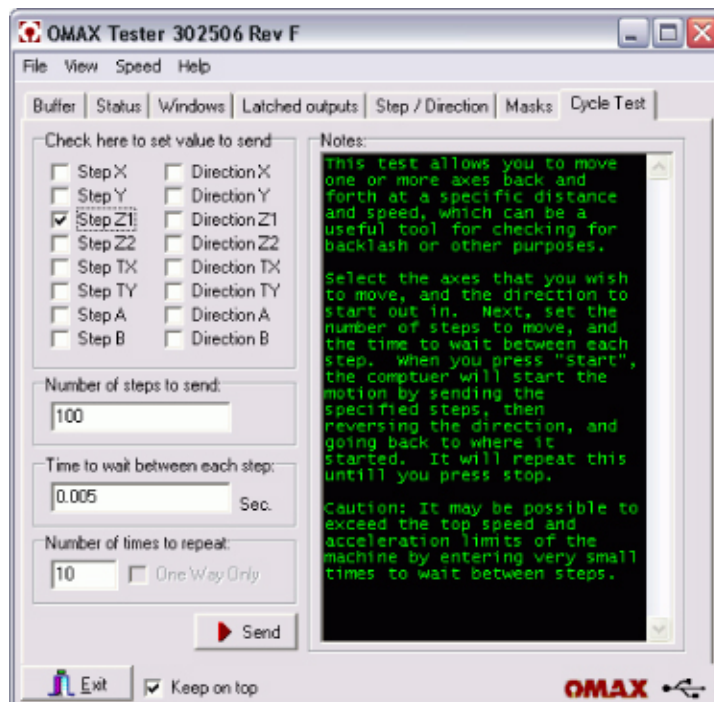 OMAX Tester 302506 Rev F
File View Speed Help
Buffer Status Windows Latched outputs Step / Direction Masks Cycle Test
Check here to set value to send
Step X Direction X
Step Y Direction Y
Step Z1 Direction Z1
Step Z2 Direction Z2
Step TX Direction TX
Step TY Direction TY
Step A Direction A
Step B Direction B
Number of steps to send:
100
Time to wait between each step:
0.005 Sec.
Number of times to repeat:
10 One Way Only
Send
Notes:
This test allows you to move
one or more axes back and
forth at a specific distance
and speed, which can be a
useful tool for checking for
backlash or other purposes.
Select the axes that you wish
to move, and the direction to
start out in. Next, set the
number of steps to move, and
the time to wait between each
step. When you press "Start",
the comptuer will start the
motion by sending the
specified steps, then
reversing the direction, and
going back to where it
started. It will repeat this
untill you press stop.
Caution: It may be possible to
exceed the top speed and
acceleration limits of the
machine by entering very small
times to wait between steps.
Exit Keep on top OMAX